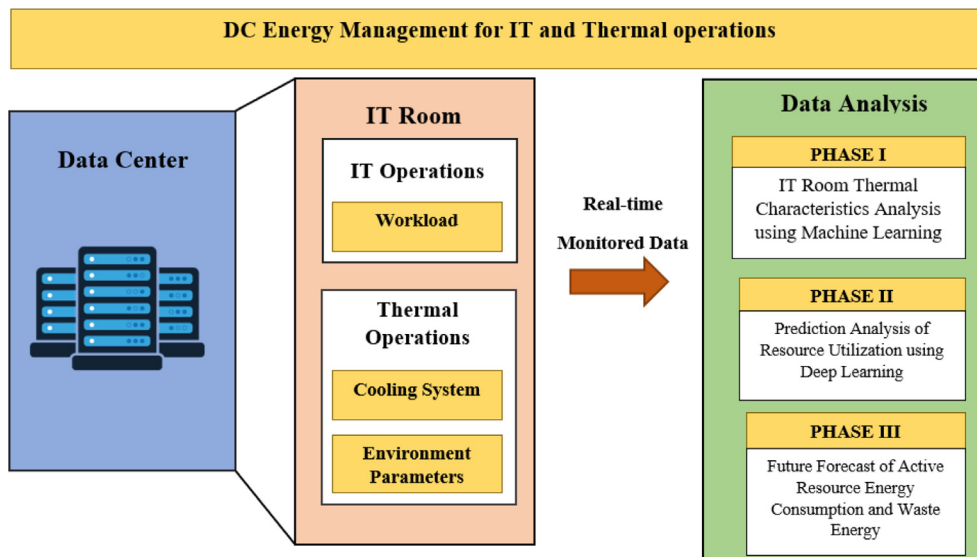 DC Energy Management for IT and Thermal operations
Data Center
IT Room
IT Operations
Workload
Thermal
Operations
Cooling System
Environment
Parameters
Real-time
Monitored Data
Data Analysis
PHASE I
IT Room Thermal
Characteristics Analysis
using Machine Learning
PHASE II
Prediction Analysis of
Resource Utilization using
Deep Learning
PHASE III
Future Forecast of Active
Resource Energy
Consumption and Waste
Energy